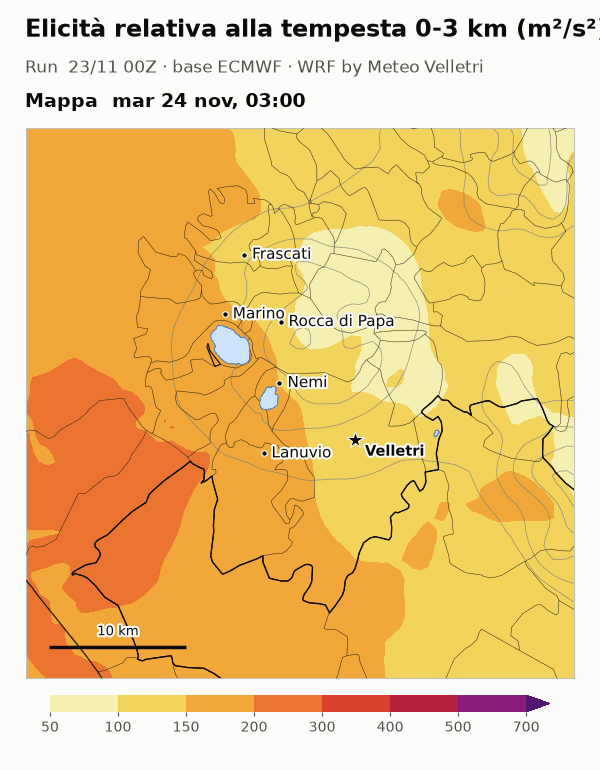 Elicità relativa alla tempesta 0-3 km (m²/s²)
Run 23/11 00Z · base ECMWF · WRF by Meteo Velletri
Mappa mar 24 nov, 03:00
Frascati
Marino
Rocca di Papa
Nemi
Velletri
Lanuvio
10 km
50 100 150 200 300 400 500 700